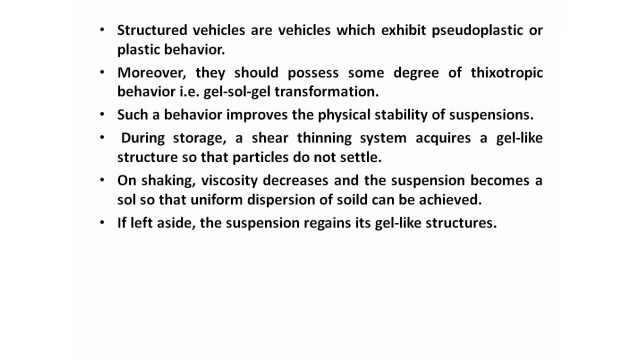 • Structured vehicles are vehicles which exhibit pseudoplastic or
plastic behavior.
• Moreover, they should possess some degree of thixotropic
behavior i.e. gel-sol-gel transformation.
• Such a behavior improves the physical stability of suspensions.
• During storage, a shear thinning system acquires a gel-like
structure so that particles do not settle.
• On shaking, viscosity decreases and the suspension becomes a
sol so that uniform dispersion of soild can be achieved.
• If left aside, the suspension regains its gel-like structures.